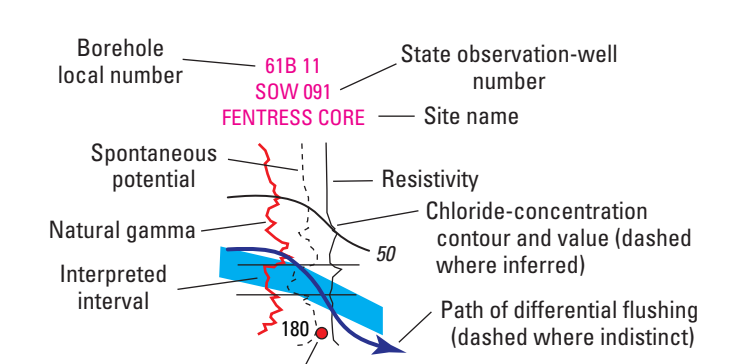 Borehole
local number
61B 11
SOW 091
FENTRESS CORE
State observation-well
number
Site name
Spontaneous
potential
Resistivity
Natural gamma
Chloride-concentration
contour and value (dashed
where inferred)
50
Interpreted
interval
180
Path of differential flushing
(dashed where indistinct)